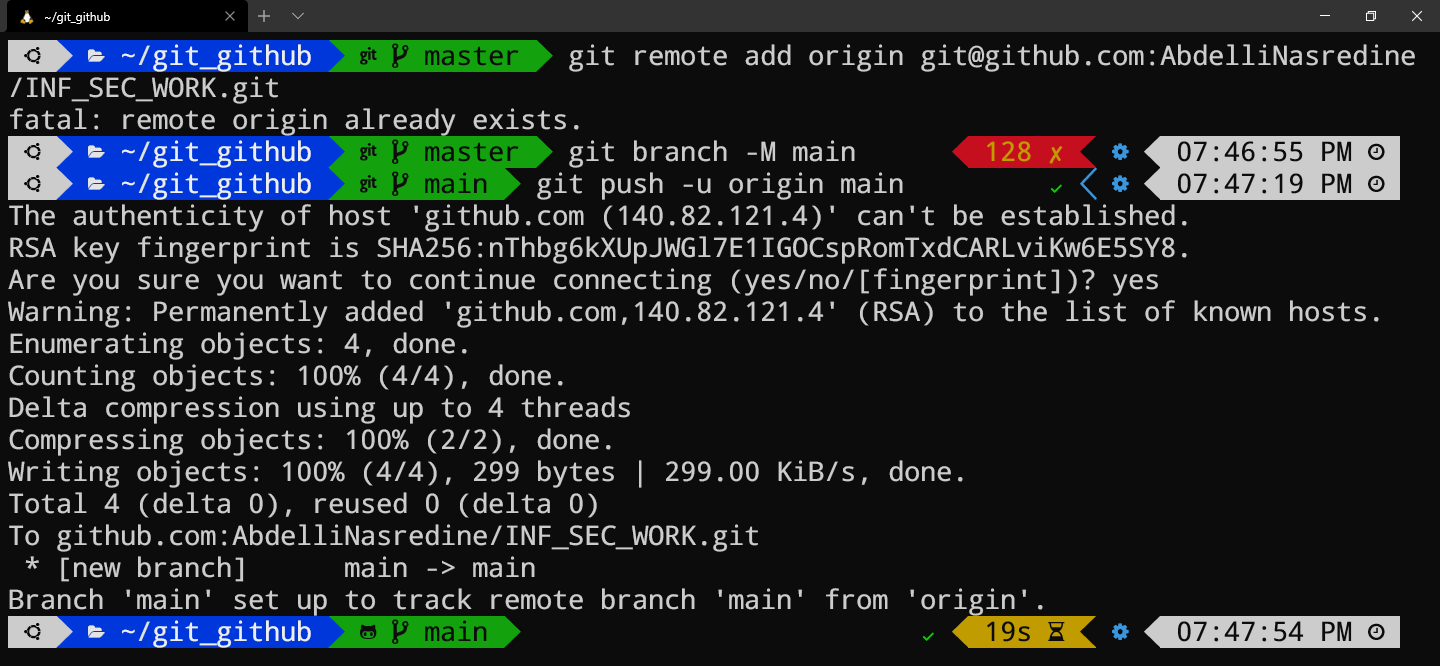 ~/git_github
~/git_github git master git remote add origin git@github.com:AbdelliNasredine
/INF_SEC_WORK.git
fatal: remote origin already exists.
~/git_github git master git branch -M main 128 ✗ 07:46:55 PM
~/git_github git main git push -u origin main ✓ 07:47:19 PM
The authenticity of host 'github.com (140.82.121.4)' can't be established.
RSA key fingerprint is SHA256:nThbg6kXUpJWGl7E1IGOCspRomTxdCARLviKw6E5SY8.
Are you sure you want to continue connecting (yes/no/[fingerprint])? yes
Warning: Permanently added 'github.com,140.82.121.4' (RSA) to the list of known hosts.
Enumerating objects: 4, done.
Counting objects: 100% (4/4), done.
Delta compression using up to 4 threads
Compressing objects: 100% (2/2), done.
Writing objects: 100% (4/4), 299 bytes | 299.00 KiB/s, done.
Total 4 (delta 0), reused 0 (delta 0)
To github.com:AbdelliNasredine/INF_SEC_WORK.git
 * [new branch]      main -> main
Branch 'main' set up to track remote branch 'main' from 'origin'.
~/git_github main ✓ 19s 07:47:54 PM